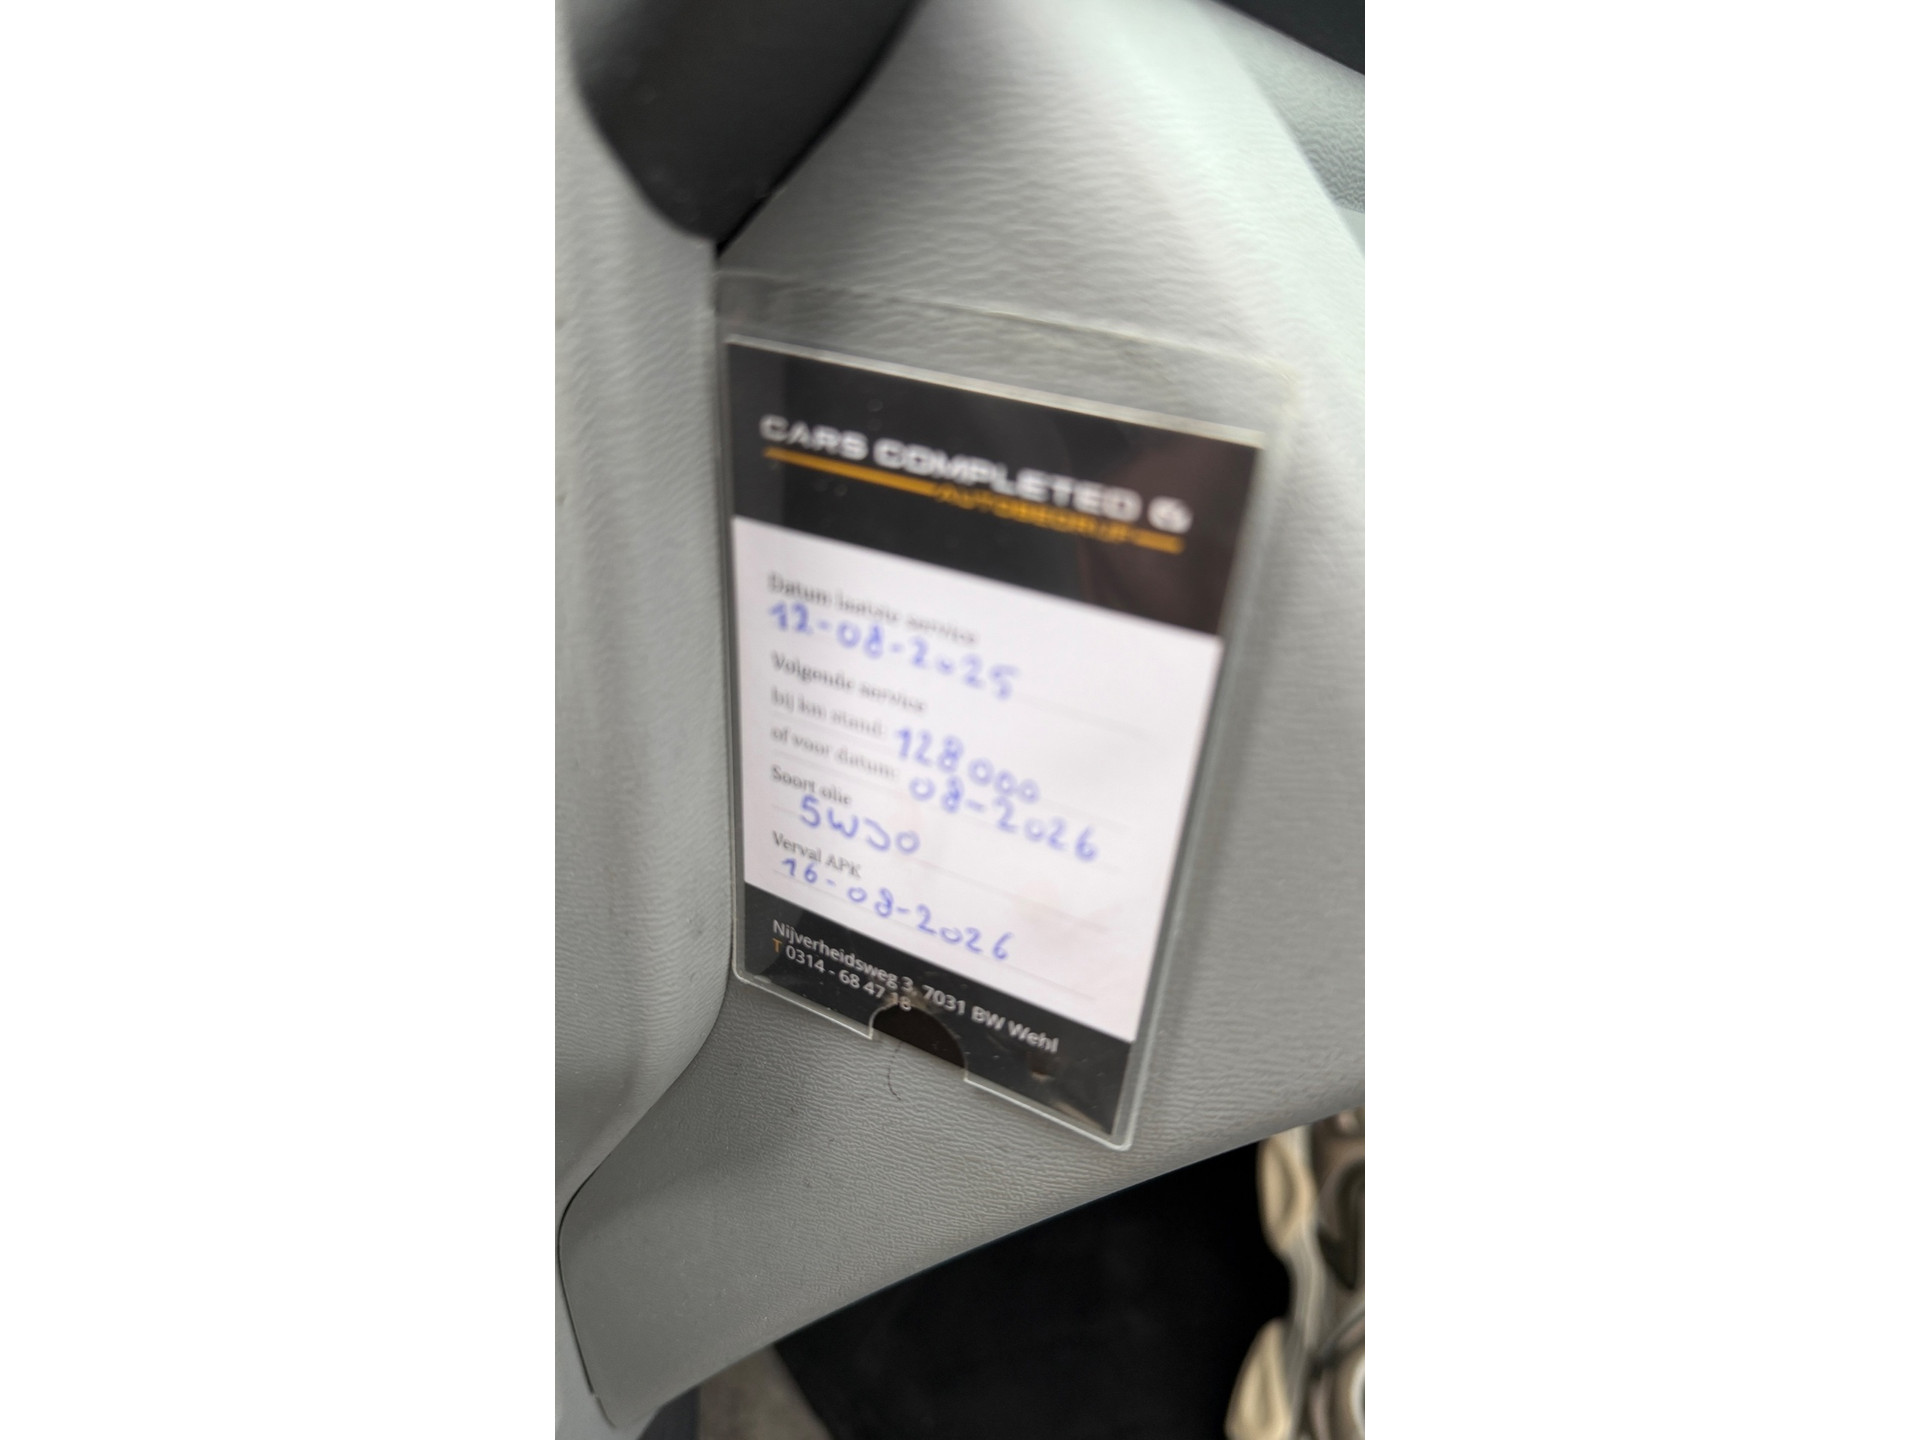 CARS COMPLETED
AUTOBEDRIJF
Datum laatste service
12-08-2025
Volgende service
bij km stand: 128000
of voor datum: 08-2026
Soort olie
5W30
Verval APK
16-08-2026
Nijverheidsweg 3, 7031 BW Wehl
T 0314 - 68 47 18